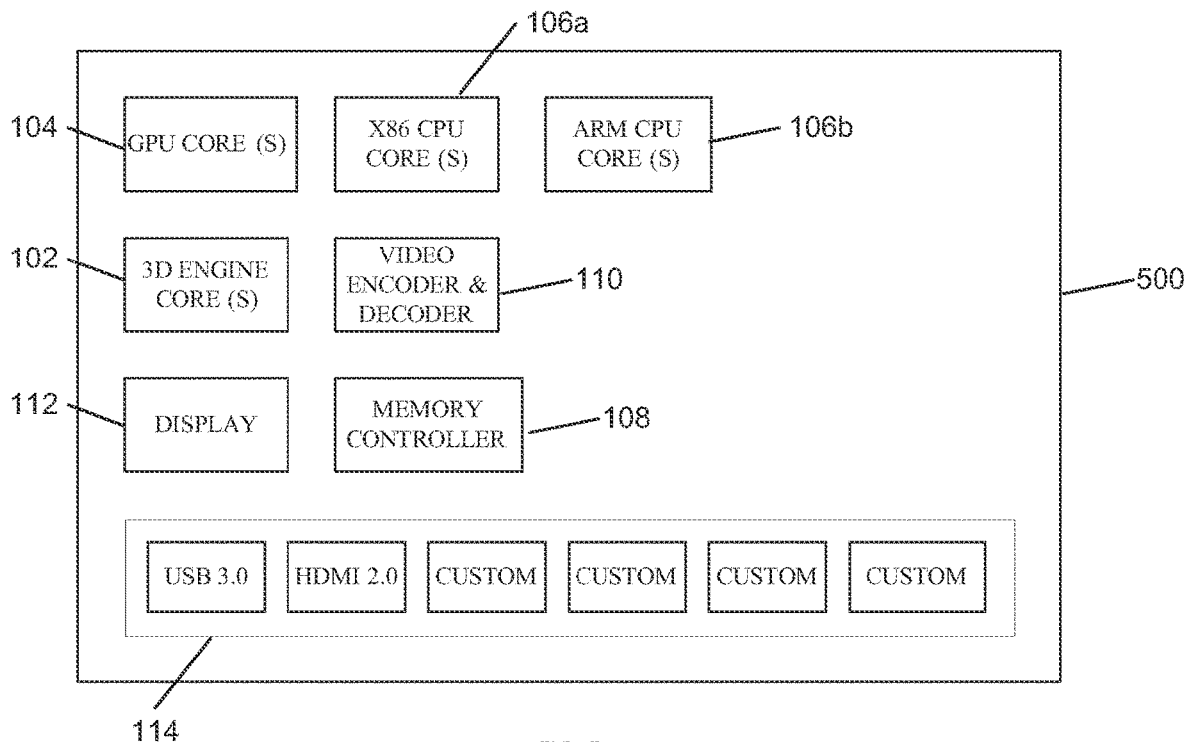 106a
104
GPU CORE (S)
X86 CPU
CORE (S)
ARM CPU
CORE (S)
106b
102
3D ENGINE
CORE (S)
VIDEO
ENCODER &
DECODER
110
500
112
DISPLAY
MEMORY
CONTROLLER
108
USB 3.0
HDMI 2.0
CUSTOM
CUSTOM
CUSTOM
CUSTOM
114